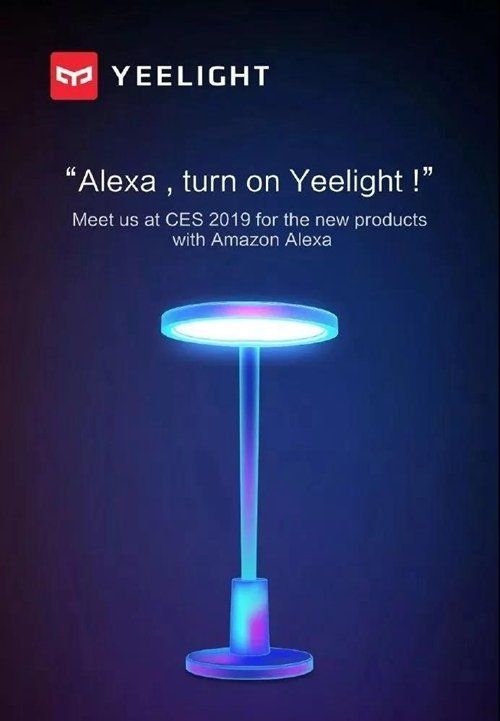 YEELIGHT
“Alexa , turn on Yeelight !”
Meet us at CES 2019 for the new products
with Amazon Alexa